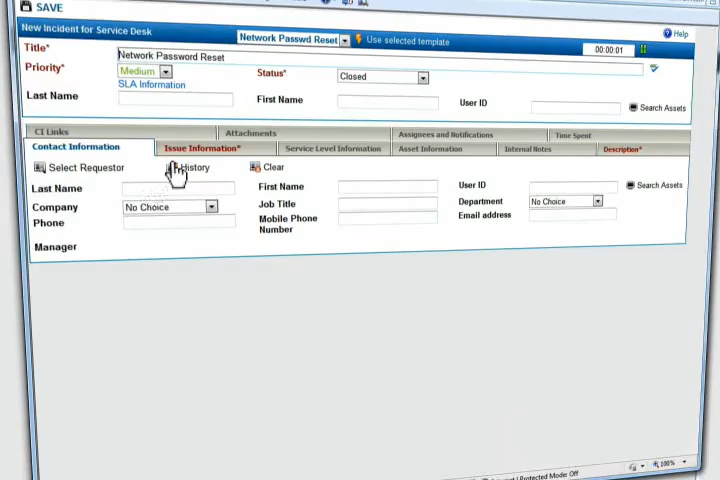 SAVE
New Incident for Service Desk
Network Passwd Reset
Use selected template
00:00:01
Help
Title*
Network Password Reset
Priority*
Medium
Status*
Closed
SLA Information
Last Name
First Name
User ID
Search Assets
CI Links
Attachments
Assignees and Notifications
Time Spent
Contact Information
Issue Information*
Service Level Information
Asset Information
Internal Notes
Description*
Select Requestor
History
Clear
Last Name
First Name
User ID
Search Assets
Company
No Choice
Job Title
Department
No Choice
Phone
Mobile Phone
Number
Email address
Manager
Protected Mode: Off
100%